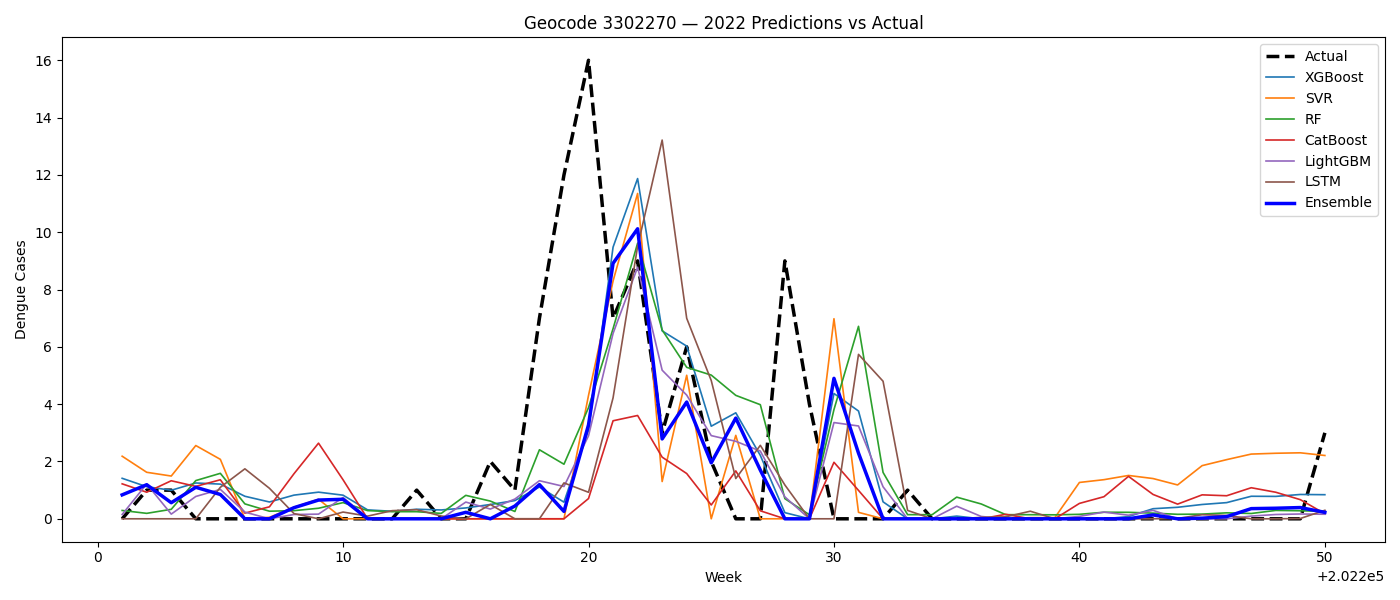 Geocode 3302270 — 2022 Predictions vs Actual
Dengue Cases
16
14
12
10
8
6
4
2
0
Actual
XGBoost
SVR
RF
CatBoost
LightGBM
LSTM
Ensemble
0 10 20 30 40 50
Week
+2.022e5